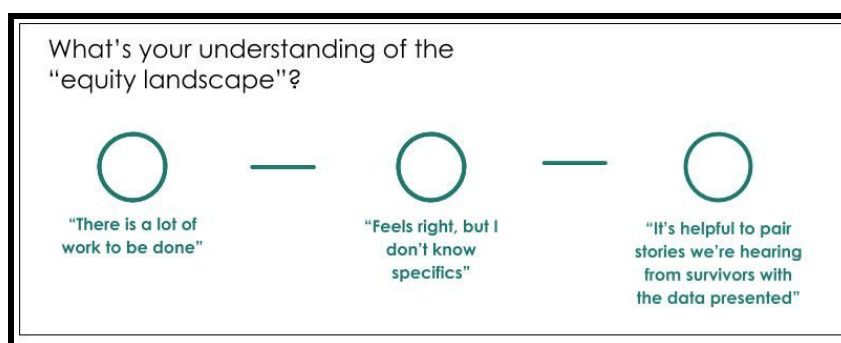 What's your understanding of the
“equity landscape”?
“There is a lot of
work to be done”
“Feels right, but I
don't know
specifics”
“It's helpful to pair
stories we're hearing
from survivors with
the data presented”